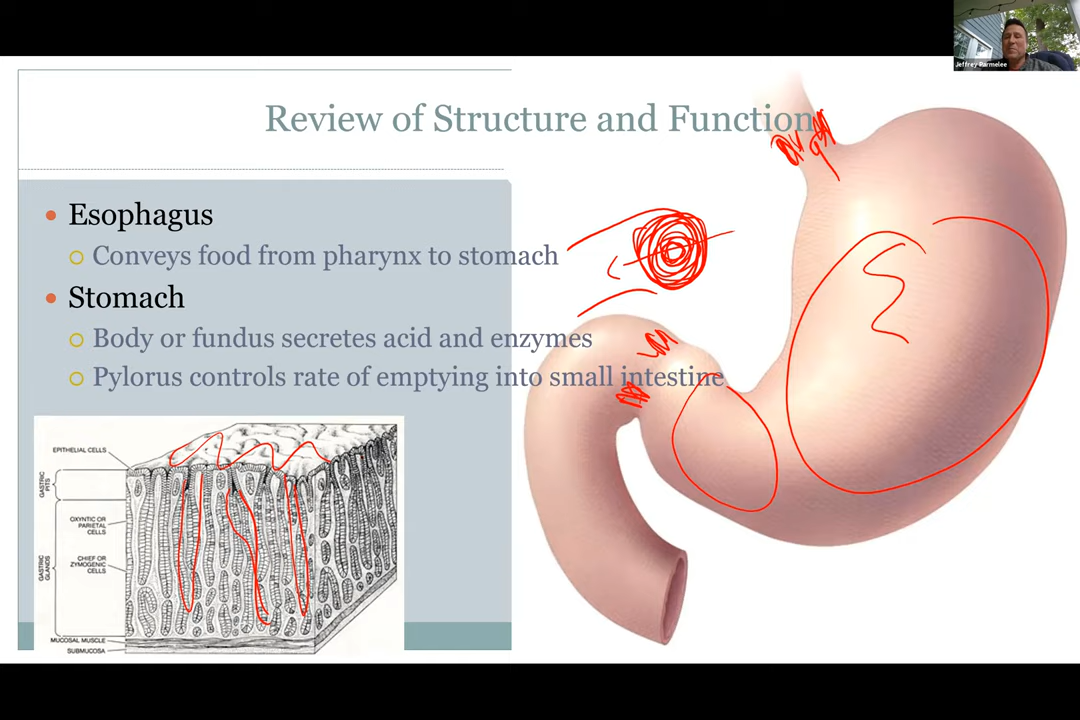 Jeffrey Parmelee
Review of Structure and Function
Esophagus
Conveys food from pharynx to stomach
Stomach
Body or fundus secretes acid and enzymes
Pylorus controls rate of emptying into small intestine
EPITHELIAL CELLS
GASTRIC PITS
OXYNTIC OR
PARIETAL
CELLS
GASTRIC GLANDS
CHIEF OR
ZYMOGENIC
CELLS
MUCOSAL MUSCLE
SUBMUCOSA